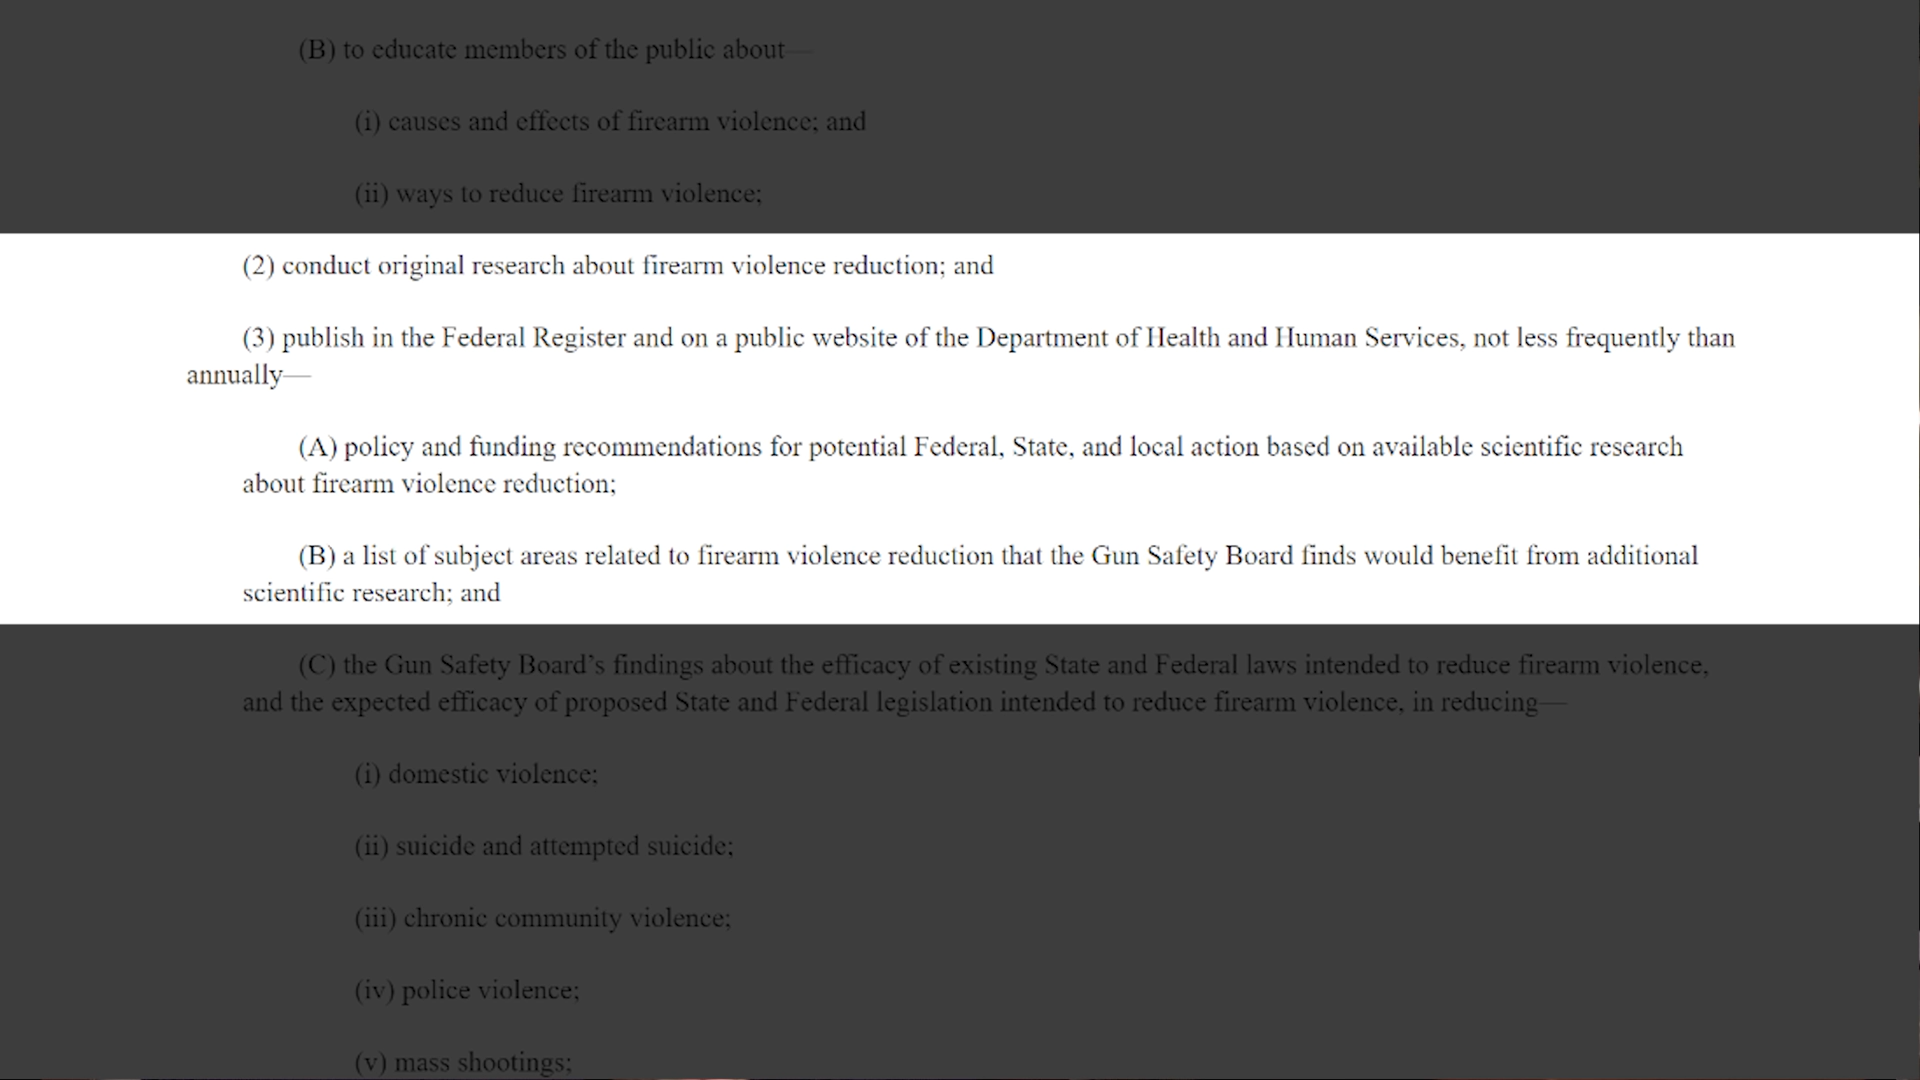 (B) to educate members of the public about—
(i) causes and effects of firearm violence; and
(ii) ways to reduce firearm violence;
(2) conduct original research about firearm violence reduction; and
(3) publish in the Federal Register and on a public website of the Department of Health and Human Services, not less frequently than
annually—
(A) policy and funding recommendations for potential Federal, State, and local action based on available scientific research
about firearm violence reduction;
(B) a list of subject areas related to firearm violence reduction that the Gun Safety Board finds would benefit from additional
scientific research; and
(C) the Gun Safety Board’s findings about the efficacy of existing State and Federal laws intended to reduce firearm violence,
and the expected efficacy of proposed State and Federal legislation intended to reduce firearm violence, in reducing—
(i) domestic violence;
(ii) suicide and attempted suicide;
(iii) chronic community violence;
(iv) police violence;
(v) mass shootings;